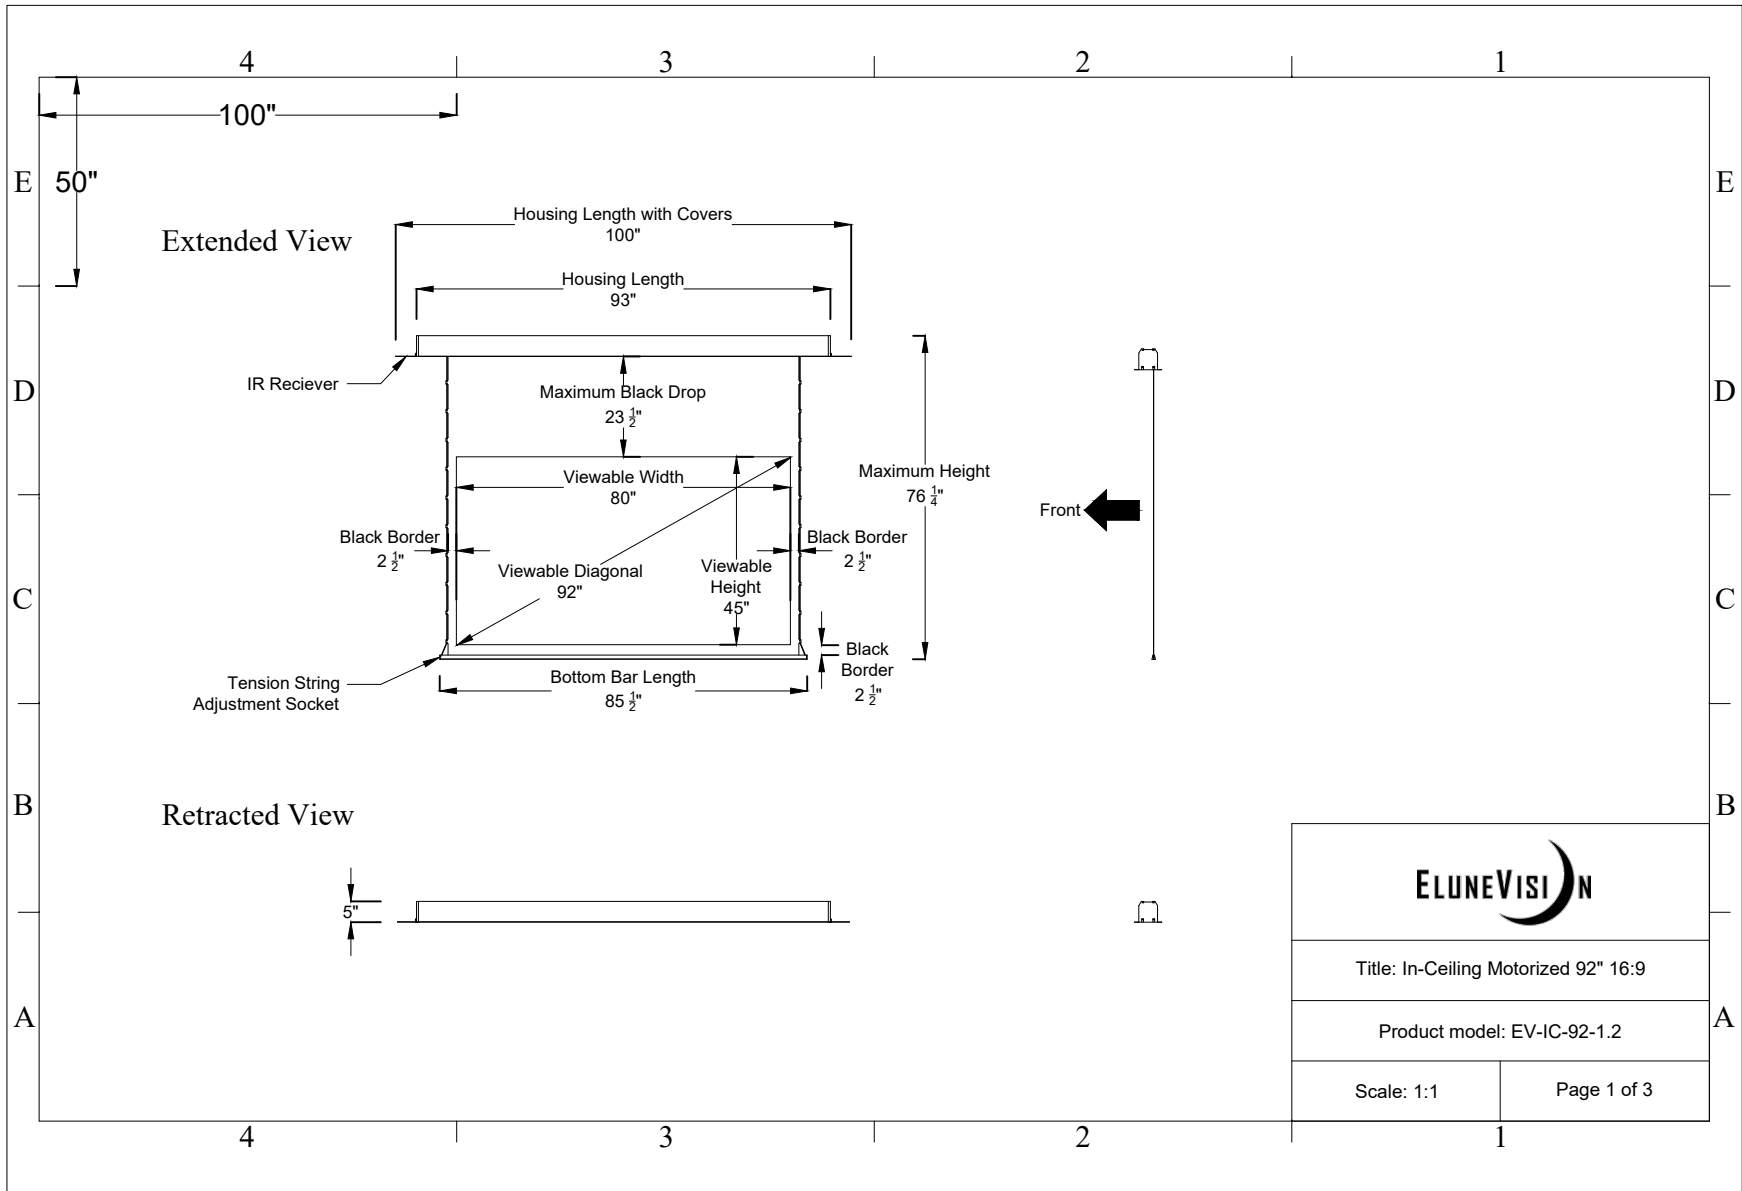 4 3 2 1
100"
E 50" E
Housing Length with Covers
100"
Extended View
Housing Length
93"
IR Reciever
D D
Maximum Black Drop
23 1/2"
Maximum Height
76 1/4"
Viewable Width
80"
Front
Black Border
2 1/2"
Black Border
2 1/2"
Viewable Diagonal
92"
Viewable
Height
45"
C C
Black
Border
2 1/2"
Tension String
Adjustment Socket
Bottom Bar Length
85 1/2"
B B
Retracted View
5"
ELUNEVISION
Title: In-Ceiling Motorized 92" 16:9
A A
Product model: EV-IC-92-1.2
Scale: 1:1
Page 1 of 3
4 3 2 1